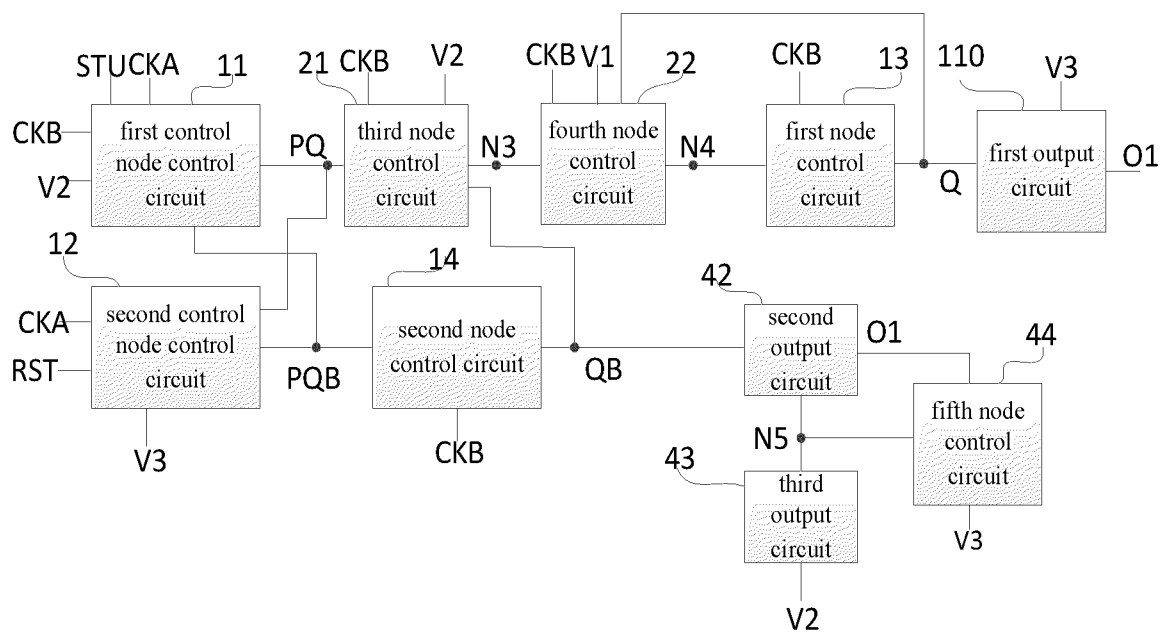 STU CKA 11
CKB
V2
first control
node control
circuit
PQ
21 CKB V2
third node
control
circuit
N3
CKB V1 22
fourth node
control
circuit
N4
CKB 13
first node
control
circuit
Q
110 V3
first output
circuit
O1
12
CKA
RST
second control
node control
circuit
V3
PQB
14
second node
control circuit
CKB
QB
42
second
output
circuit
O1
N5
43
third
output
circuit
V2
44
fifth node
control
circuit
V3